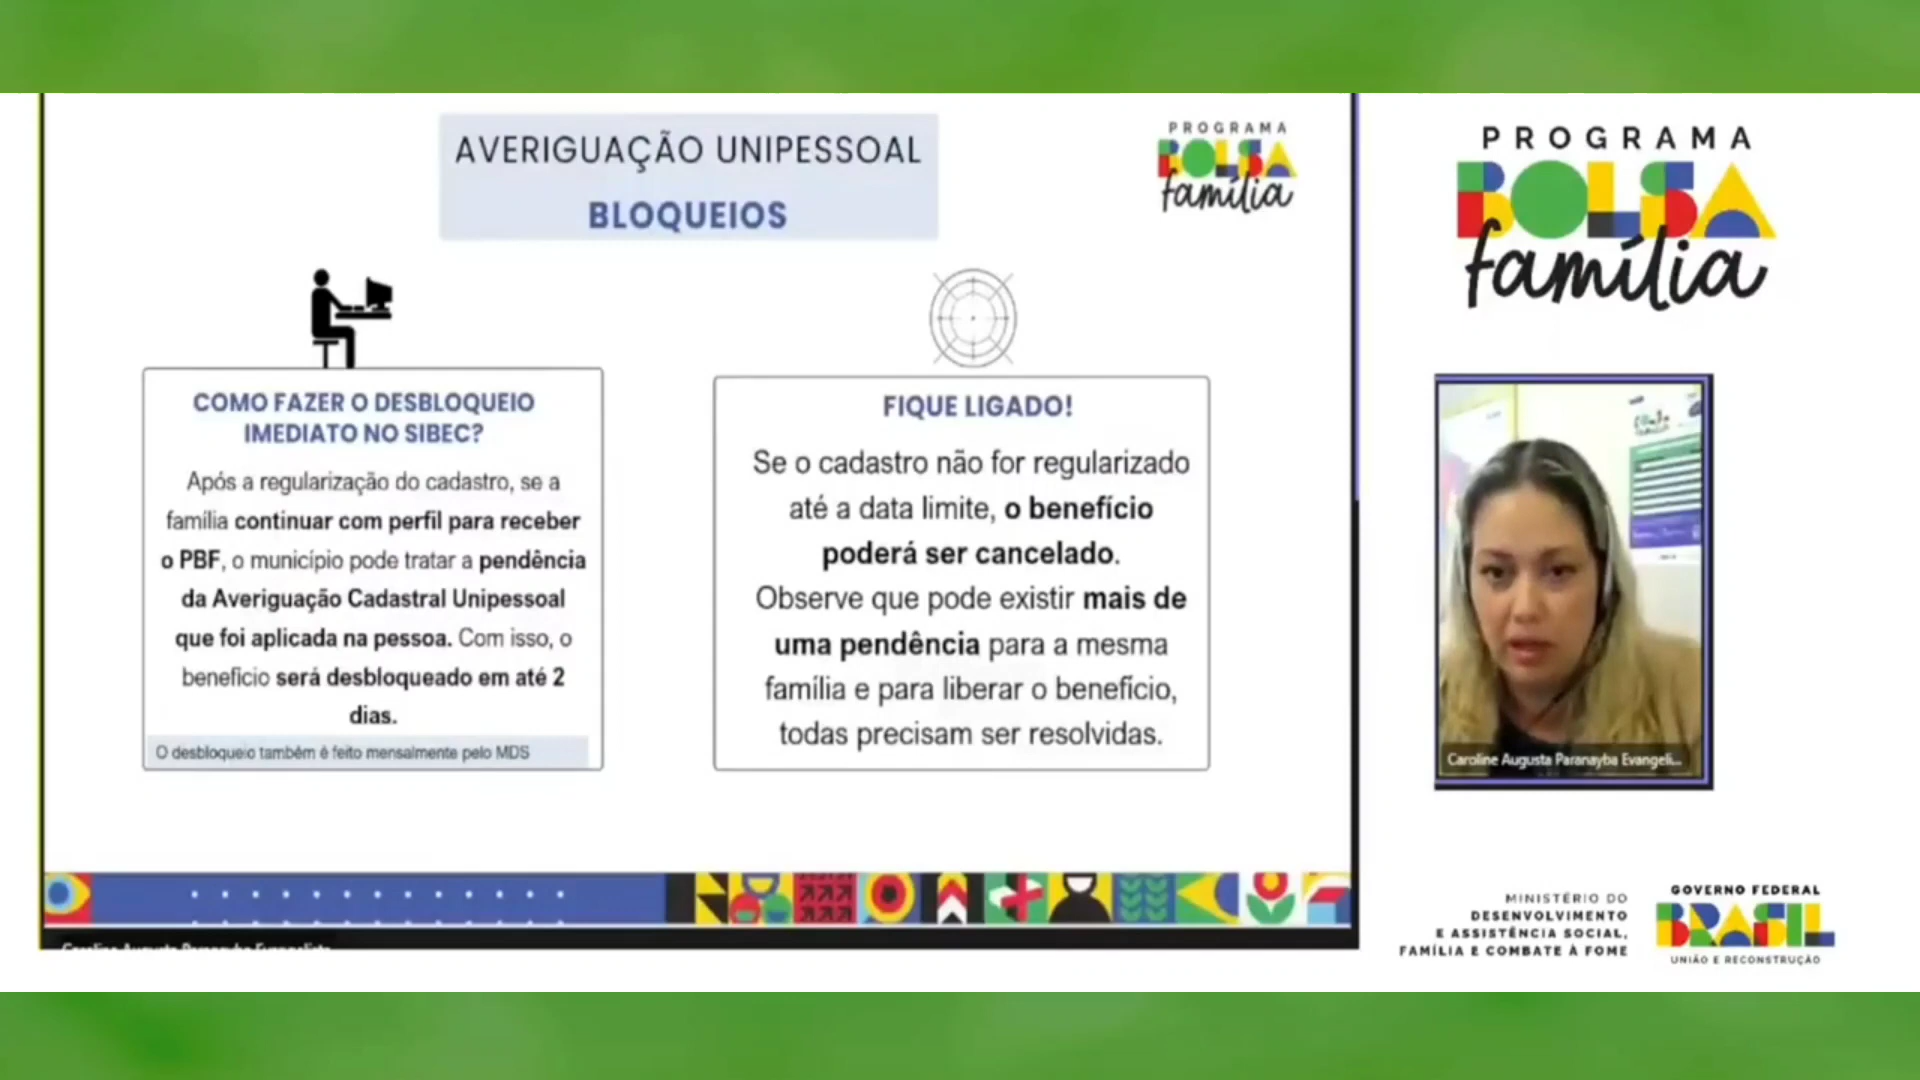 AVERIGUAÇÃO UNIPESSOAL
BLOQUEIOS
PROGRAMA
BOLSA
família
COMO FAZER O DESBLOQUEIO
IMEDIATO NO SIBEC?
Após a regularização do cadastro, se a
família continuar com perfil para receber
o PBF, o município pode tratar a pendência
da Averiguação Cadastral Unipessoal
que foi aplicada na pessoa. Com isso, o
benefício será desbloqueado em até 2
dias.
O desbloqueio também é feito mensalmente pelo MDS
FIQUE LIGADO!
Se o cadastro não for regularizado
até a data limite, o benefício
poderá ser cancelado.
Observe que pode existir mais de
uma pendência para a mesma
família e para liberar o benefício,
todas precisam ser resolvidas.
PROGRAMA
BOLSA
família
Caroline Augusta Paranayba Evangeli...
Caroline Augusta Paranayba Evangelista
MINISTÉRIO DO
DESENVOLVIMENTO
E ASSISTÊNCIA SOCIAL,
FAMÍLIA E COMBATE À FOME
GOVERNO FEDERAL
BRASIL
UNIÃO E RECONSTRUÇÃO